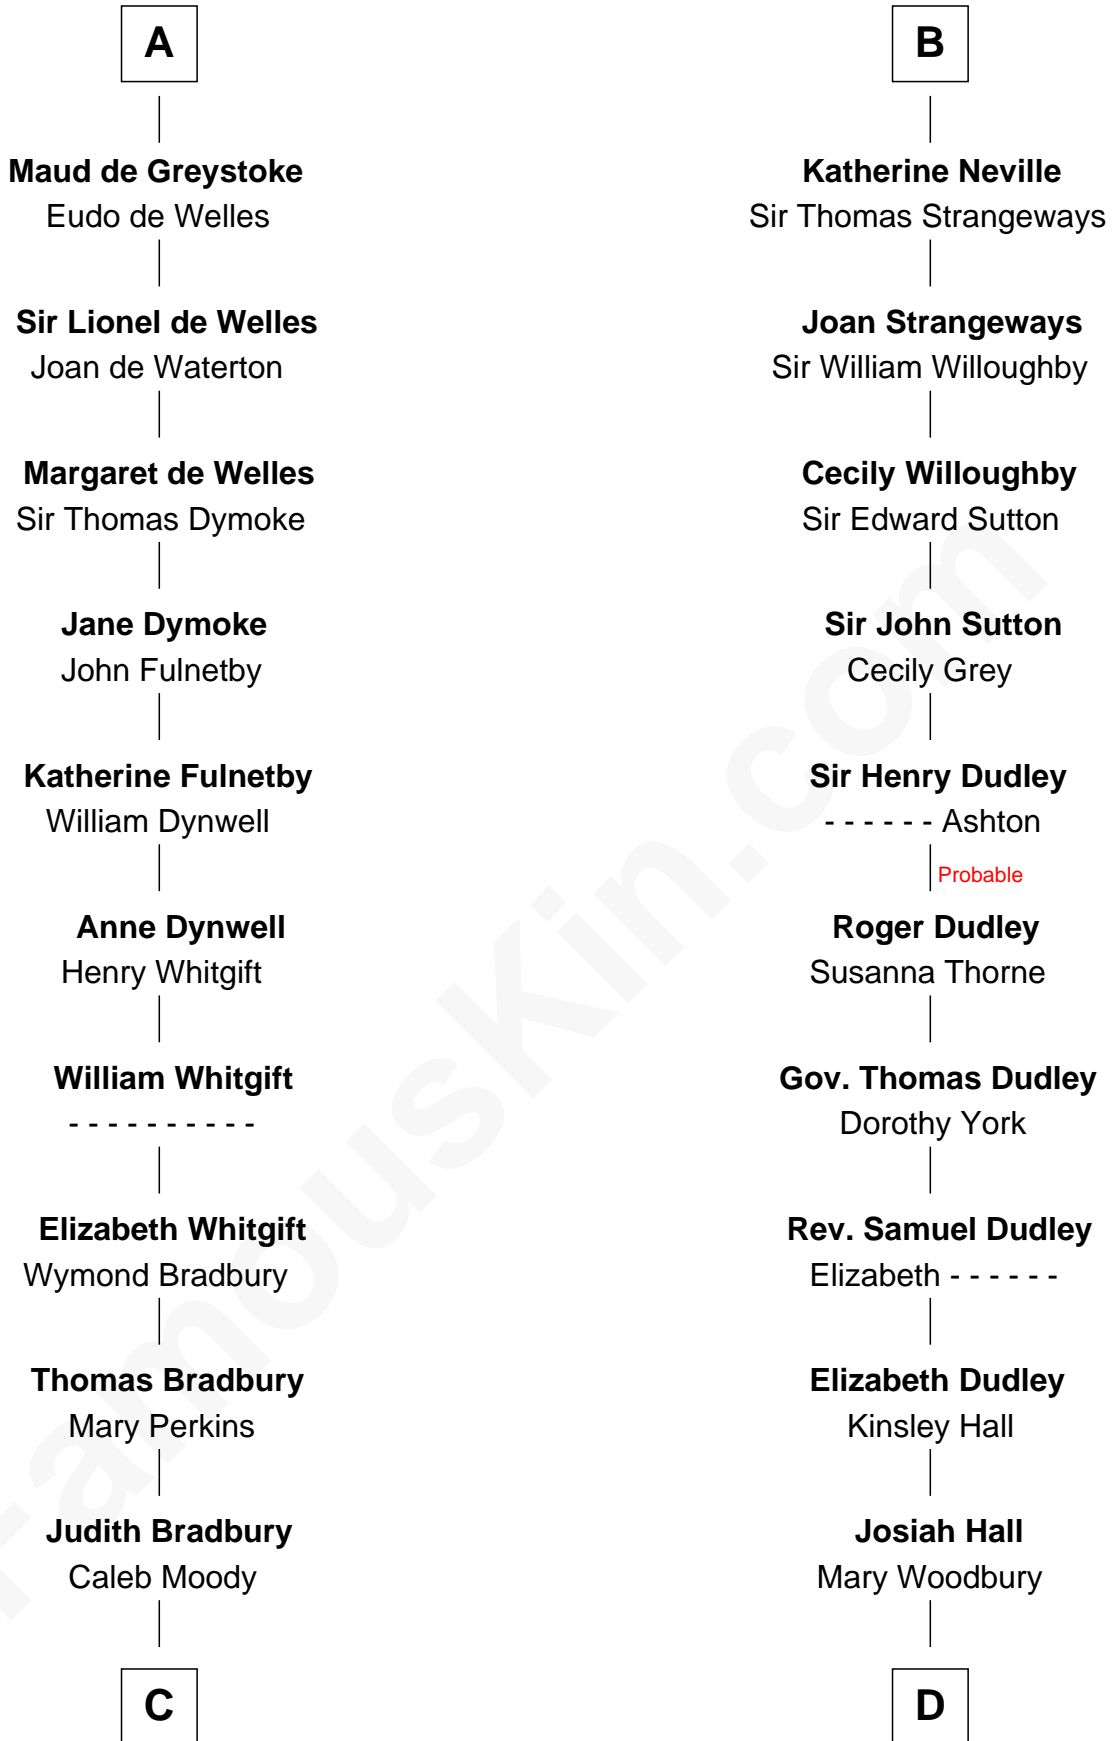 A
Maud de Greystoke
Eudo de Welles
Sir Lionel de Welles
Joan de Waterton
Margaret de Welles
Sir Thomas Dymoke
Jane Dymoke
John Fulnetby
Katherine Fulnetby
William Dynwell
Anne Dynwell
Henry Whitgift
William Whitgift
- - - - - - - - - -
Elizabeth Whitgift
Wymond Bradbury
Thomas Bradbury
Mary Perkins
Judith Bradbury
Caleb Moody
C
B
Katherine Neville
Sir Thomas Strangeways
Joan Strangeways
Sir William Willoughby
Cecily Willoughby
Sir Edward Sutton
Sir John Sutton
Cecily Grey
Sir Henry Dudley
- - - - - - Ashton
Probable
Roger Dudley
Susanna Thorne
Gov. Thomas Dudley
Dorothy York
Rev. Samuel Dudley
Elizabeth - - - - - -
Elizabeth Dudley
Kinsley Hall
Josiah Hall
Mary Woodbury
D
FamousKin.com